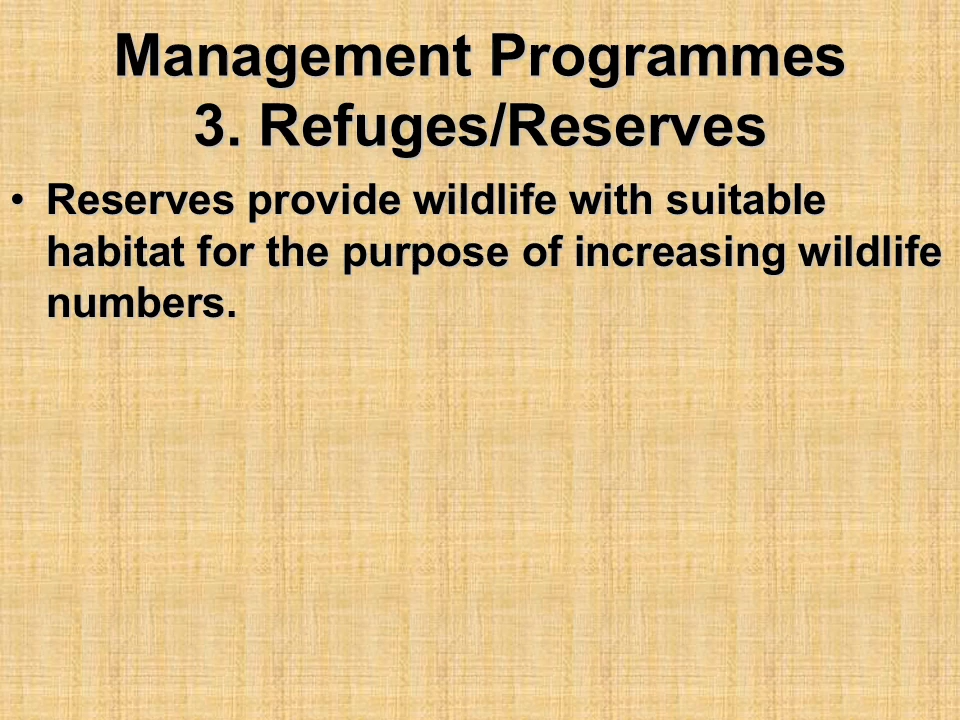 Management Programmes
3. Refuges/Reserves
• Reserves provide wildlife with suitable
habitat for the purpose of increasing wildlife
numbers.